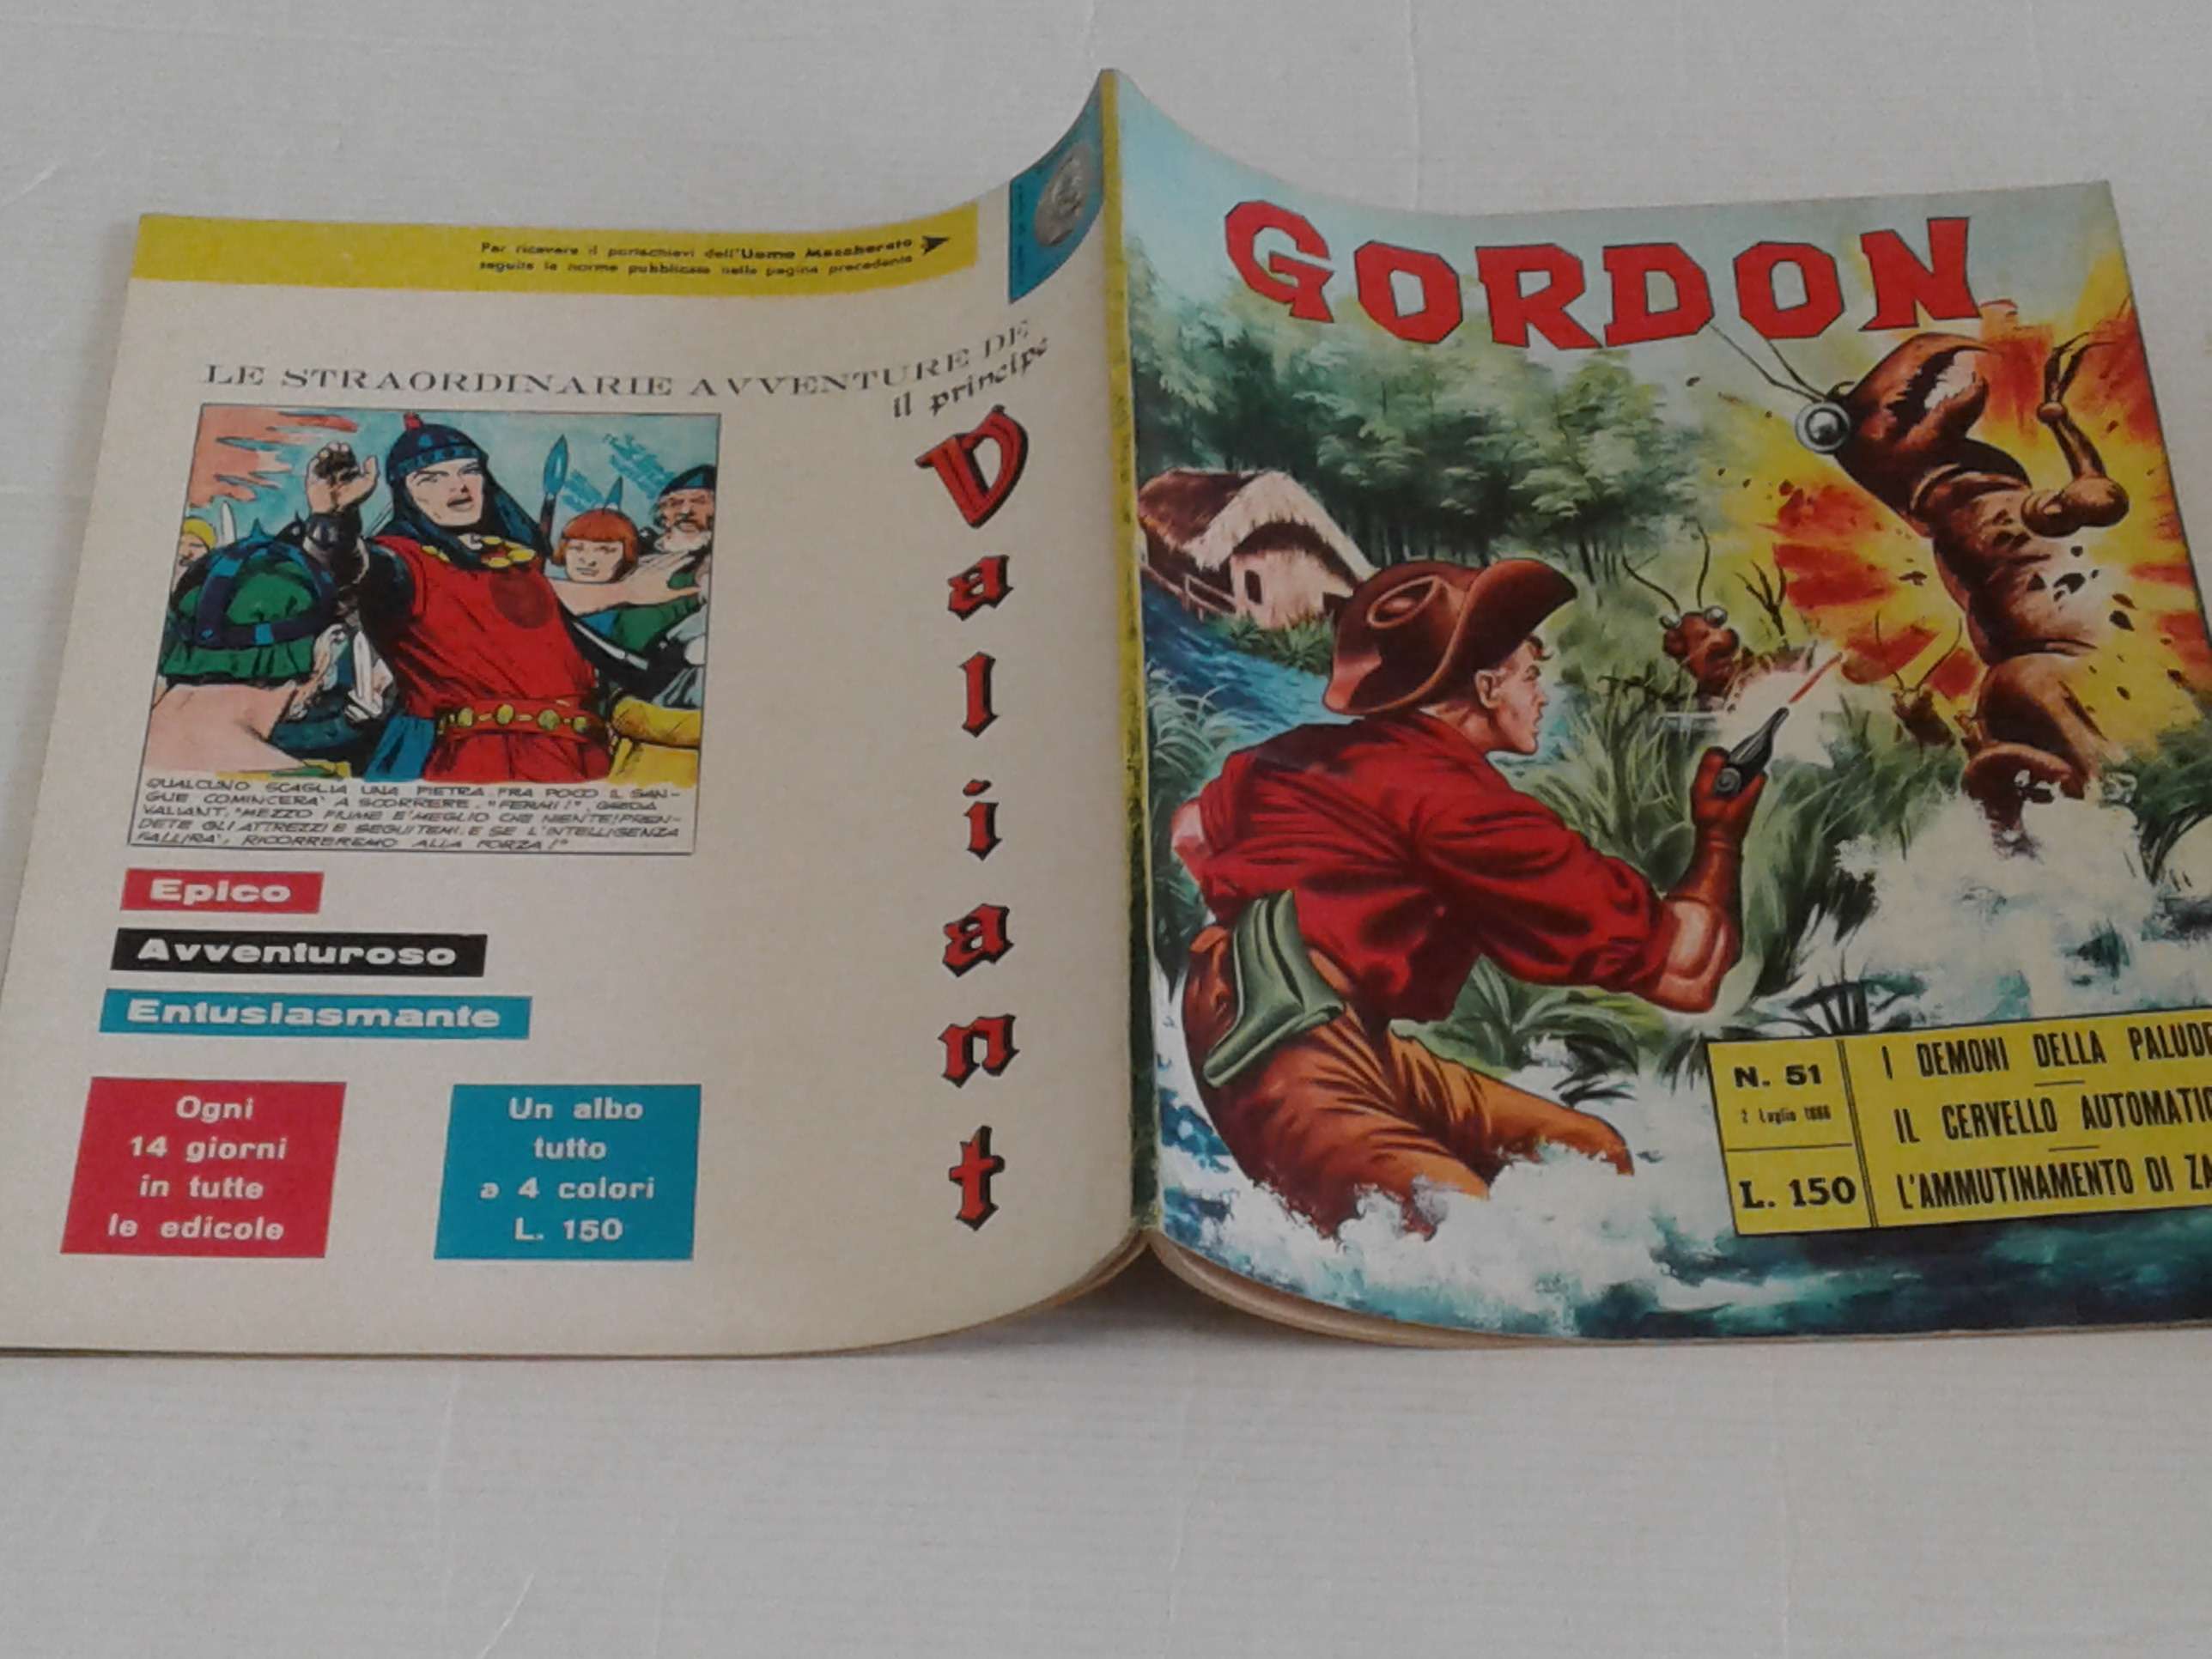 Per ricevere il portachiavi dell'Uomo Mascherato
seguite le norme pubblicate nella pagina precedente
LE STRAORDINARIE AVVENTURE DE
il principe
Valiant
QUALCUNO SCAGLIA UNA PIETRA. FRA POCO IL SAN-
GUE COMINCERA' A SCORRERE. "FERMI!", GRIDA
VALIANT. "MEZZO FIUME E' MEGLIO CHE NIENTE! PREN-
DETE GLI ATTREZZI E SEGUITEMI. E SE L'INTELLIGENZA
FALLIRA', RICORREREMO ALLA FORZA!"
Epico
Avventuroso
Entusiasmante
Ogni
14 giorni
in tutte
le edicole
Un albo
tutto
a 4 colori
L. 150
GORDON
N. 51
2 Luglio
L. 150
I DEMONI DELLA PALUDE
IL CERVELLO
L'AMMUTINAMENTO DI